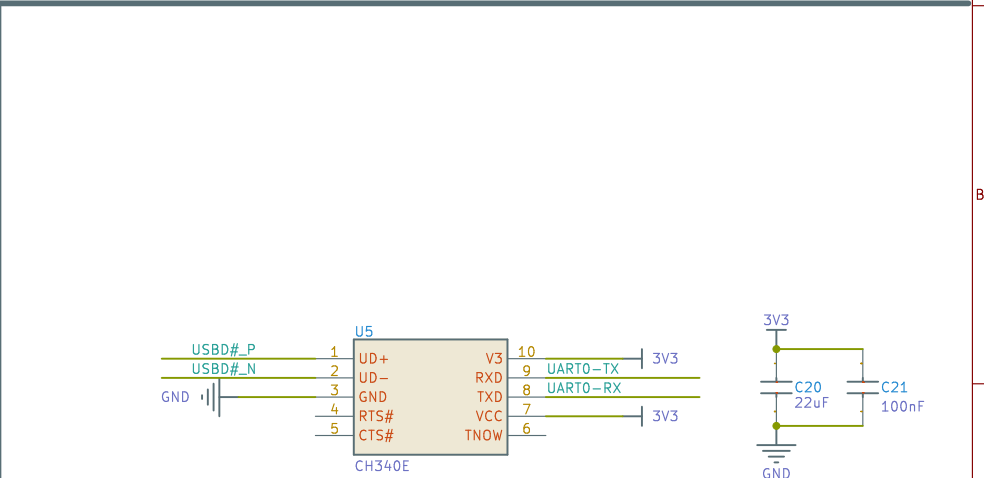 B
U5
USBD#_P
1
UD+
V3
10
3V3
USBD#_N
2
UD-
RXD
9
UART0-TX
GND
3
GND
TXD
8
UART0-RX
4
RTS#
VCC
7
3V3
5
CTS#
TNOW
6
CH340E
3V3
C20
22uF
C21
100nF
GND